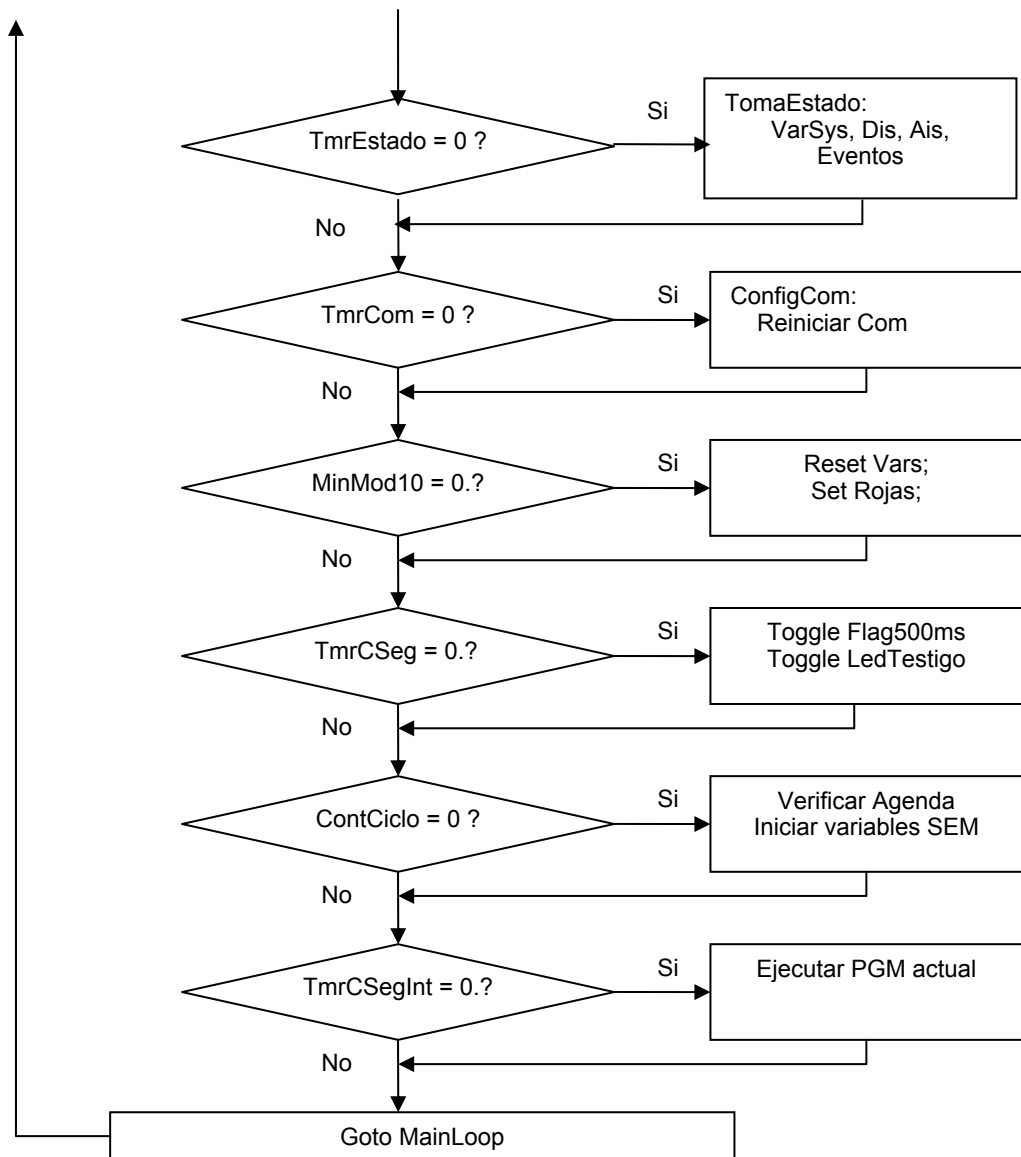 TmrEstado = 0 ?
Si
TomaEstado:
VarSys, Dis, Ais,
Eventos
No
TmrCom = 0 ?
Si
ConfigCom:
Reiniciar Com
No
MinMod10 = 0.?
Si
Reset Vars;
Set Rojas;
No
TmrCSeg = 0.?
Si
Toggle Flag500ms
Toggle LedTestigo
No
ContCiclo = 0 ?
Si
Verificar Agenda
Iniciar variables SEM
No
TmrCSegInt = 0.?
Si
Ejecutar PGM actual
No
Goto MainLoop